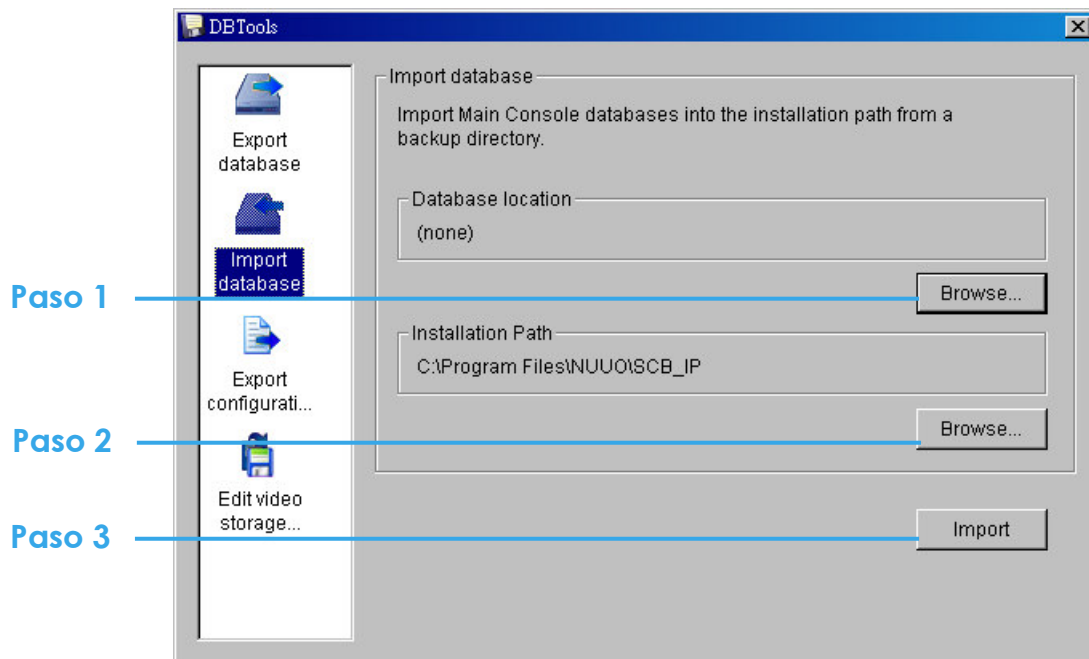 DBTools
Export
database
Import
database
Export
configurati...
Edit video
storage...
Import database
Import Main Console databases into the installation path from a
backup directory.
Database location
(none)
Paso 1
Browse...
Installation Path
C:\Program Files\NUUO\SCB_IP
Paso 2
Browse...
Paso 3
Import